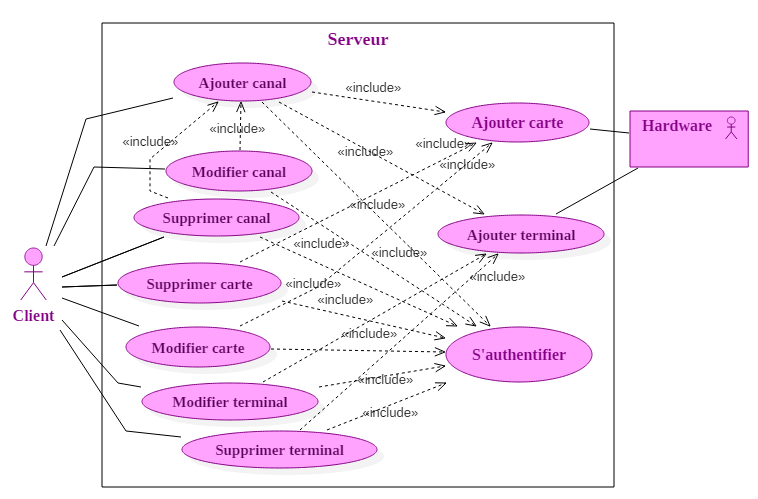 Serveur
Ajouter canal
«include»
Ajouter carte
Hardware
«include»
«include»
«include»
«include»
«include»
Modifier canal
«include»
Supprimer canal
Ajouter terminal
«include»
«include»
«include»
Supprimer carte
«include»
«include»
Client
Modifier carte
«include»
S'authentifier
«include»
Modifier terminal
«include»
Supprimer terminal